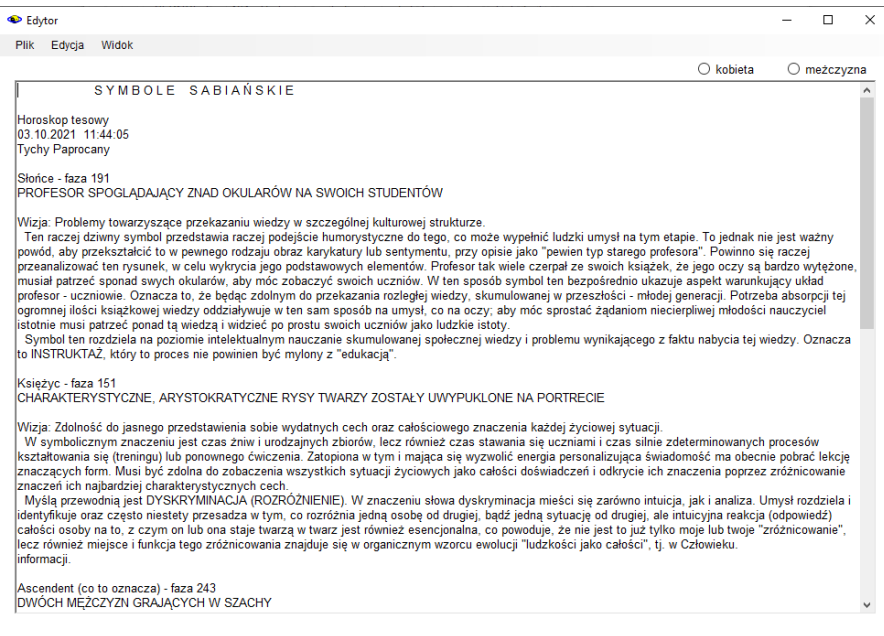 Edytor
Plik Edycja Widok
kobieta meżczyzna
SYMBOLE SABIAŃSKIE
Horoskop tesowy
03.10.2021 11:44:05
Tychy Paprocany
Słońce - faza 191
PROFESOR SPOGLĄDAJĄCY ZNAD OKULARÓW NA SWOICH STUDENTÓW
Wizja: Problemy towarzyszące przekazaniu wiedzy w szczególnej kulturowej strukturze.
Ten raczej dziwny symbol przedstawia raczej podejście humorystyczne do tego, co może wypełnić ludzki umysł na tym etapie. To jednak nie jest ważny
powód, aby przekształcić to w pewnego rodzaju obraz karykatury lub sentymentu, przy opisie jako "pewien typ starego profesora". Powinno się raczej
przeanalizować ten rysunek, w celu wykrycia jego podstawowych elementów. Profesor tak wiele czerpał ze swoich książek, że jego oczy są bardzo wytężone,
musiał patrzeć sponad swych okularów, aby móc zobaczyć swoich uczniów. W ten sposób symbol ten bezpośrednio ukazuje aspekt warunkujący układ
profesor - uczniowie. Oznacza to, że będąc zdolnym do przekazania rozległej wiedzy, skumulowanej w przeszłości - młodej generacji. Potrzeba absorpcji tej
ogromnej ilości książkowej wiedzy oddziaływuje w ten sam sposób na umysł, co na oczy; aby móc sprostać żądaniom niecierpliwej młodości nauczyciel
istotnie musi patrzeć ponad tą wiedzą i widzieć po prostu swoich uczniów jako ludzkie istoty.
Symbol ten rozdziela na poziomie intelektualnym nauczanie skumulowanej społecznej wiedzy i problemu wynikającego z faktu nabycia tej wiedzy. Oznacza
to INSTRUKTAŻ, który to proces nie powinien być mylony z "edukacją".
Księżyc - faza 151
CHARAKTERYSTYCZNE, ARYSTOKRATYCZNE RYSY TWARZY ZOSTAŁY UWYPUKLONE NA PORTRECIE
Wizja: Zdolność do jasnego przedstawienia sobie wydatnych cech oraz całościowego znaczenia każdej życiowej sytuacji.
W symbolicznym znaczeniu jest czas żniw i urodzajnych zbiorów, lecz również czas stawania się uczniami i czas silnie zdeterminowanych procesów
kształtowania się (treningu) lub ponownego ćwiczenia. Zatopiona w tym i mająca się wyzwolić energia personalizująca świadomość ma obecnie pobrać lekcję
znaczących form. Musi być zdolna do zobaczenia wszystkich sytuacji życiowych jako całości doświadczeń i odkrycie ich znaczenia poprzez zróżnicowanie
znaczeń ich najbardziej charakterystycznych cech.
Myślą przewodnią jest DYSKRYMINACJA (ROZRÓŻNIENIE). W znaczeniu słowa dyskryminacja mieści się zarówno intuicja, jak i analiza. Umysł rozdziela i
identyfikuje oraz często niestety przesadza w tym, co rozróżnia jedną osobę od drugiej, bądź jedną sytuację od drugiej, ale intuicyjna reakcja (odpowiedź)
całości osoby na to, z czym on lub ona staje twarzą w twarz jest również esencjonalna, co powoduje, że nie jest to już tylko moje lub twoje "zróżnicowanie",
lecz również miejsce i funkcja tego zróżnicowania znajduje się w organicznym wzorcu ewolucji "ludzkości jako całości", tj. w Człowieku.
informacji.
Ascendent (co to oznacza) - faza 243
DWÓCH MĘŻCZYZN GRAJĄCYCH W SZACHY